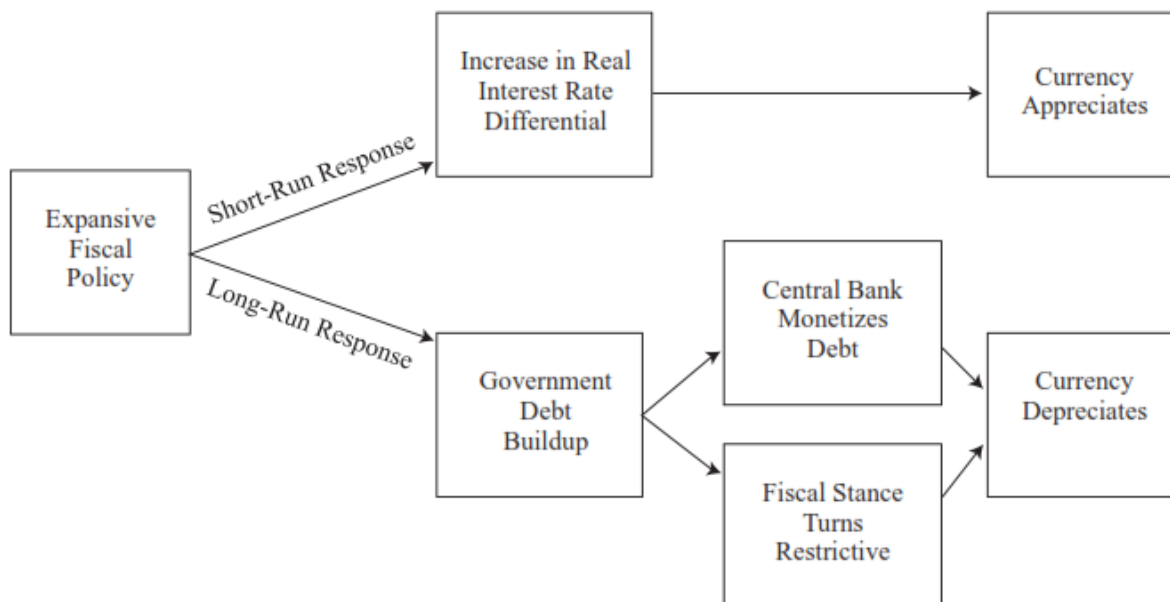 Expansive
Fiscal
Policy
Short-Run Response
Increase in Real
Interest Rate
Differential
Currency
Appreciates
Long-Run Response
Government
Debt
Buildup
Central Bank
Monetizes
Debt
Fiscal Stance
Turns
Restrictive
Currency
Depreciates